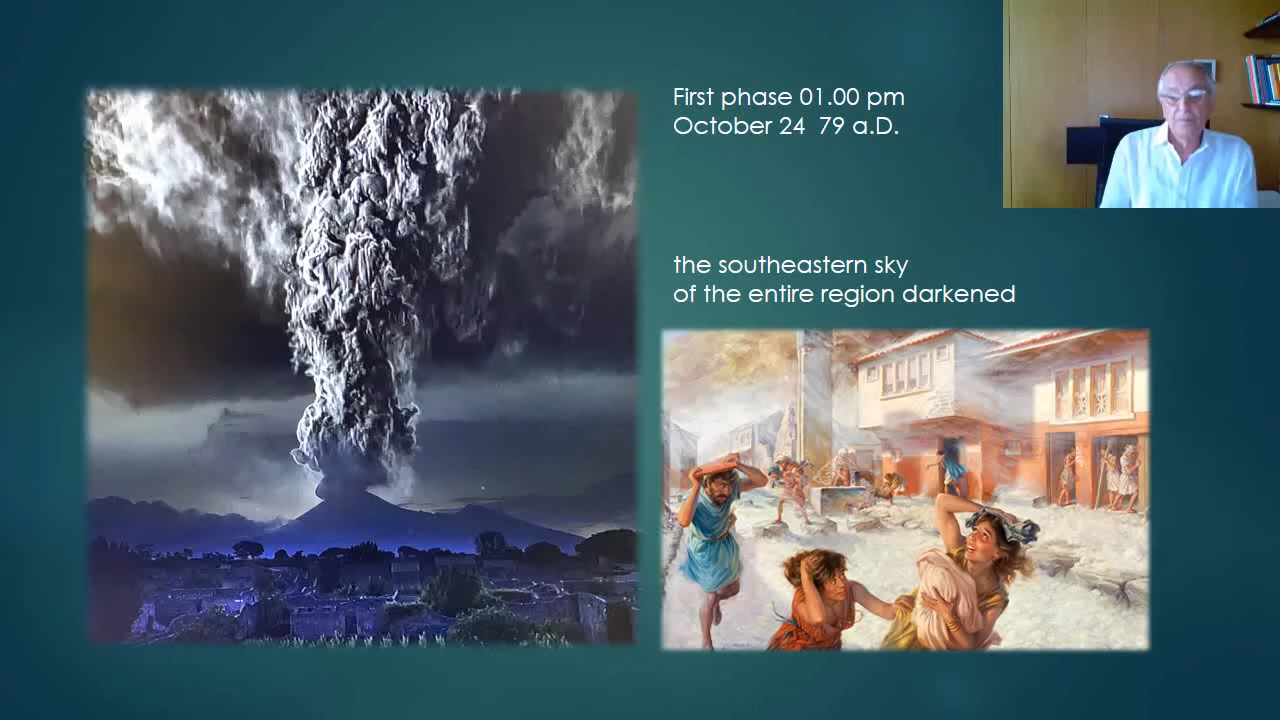 First phase 01.00 pm
October 24  79 a.D.
the southeastern sky
of the entire region darkened